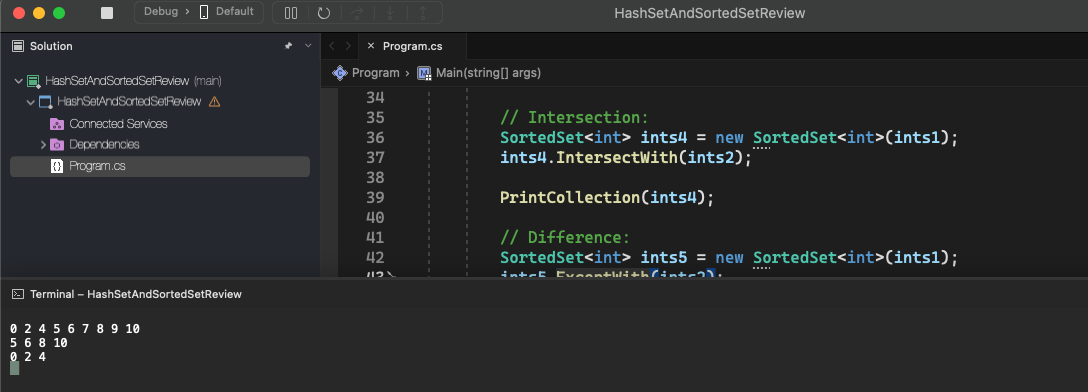 Debug > Default
HashSetAndSortedSetReview
Solution
Program.cs
HashSetAndSortedSetReview (main)
HashSetAndSortedSetReview
Connected Services
Dependencies
Program.cs
Program > Main(string[] args)
34
35 // Intersection:
36 SortedSet<int> ints4 = new SortedSet<int>(ints1);
37 ints4.IntersectWith(ints2);
38
39 PrintCollection(ints4);
40
41 // Difference:
42 SortedSet<int> ints5 = new SortedSet<int>(ints1);
43 ints5.ExceptWith(ints2);
Terminal – HashSetAndSortedSetReview
0 2 4 5 6 7 8 9 10
5 6 8 10
0 2 4